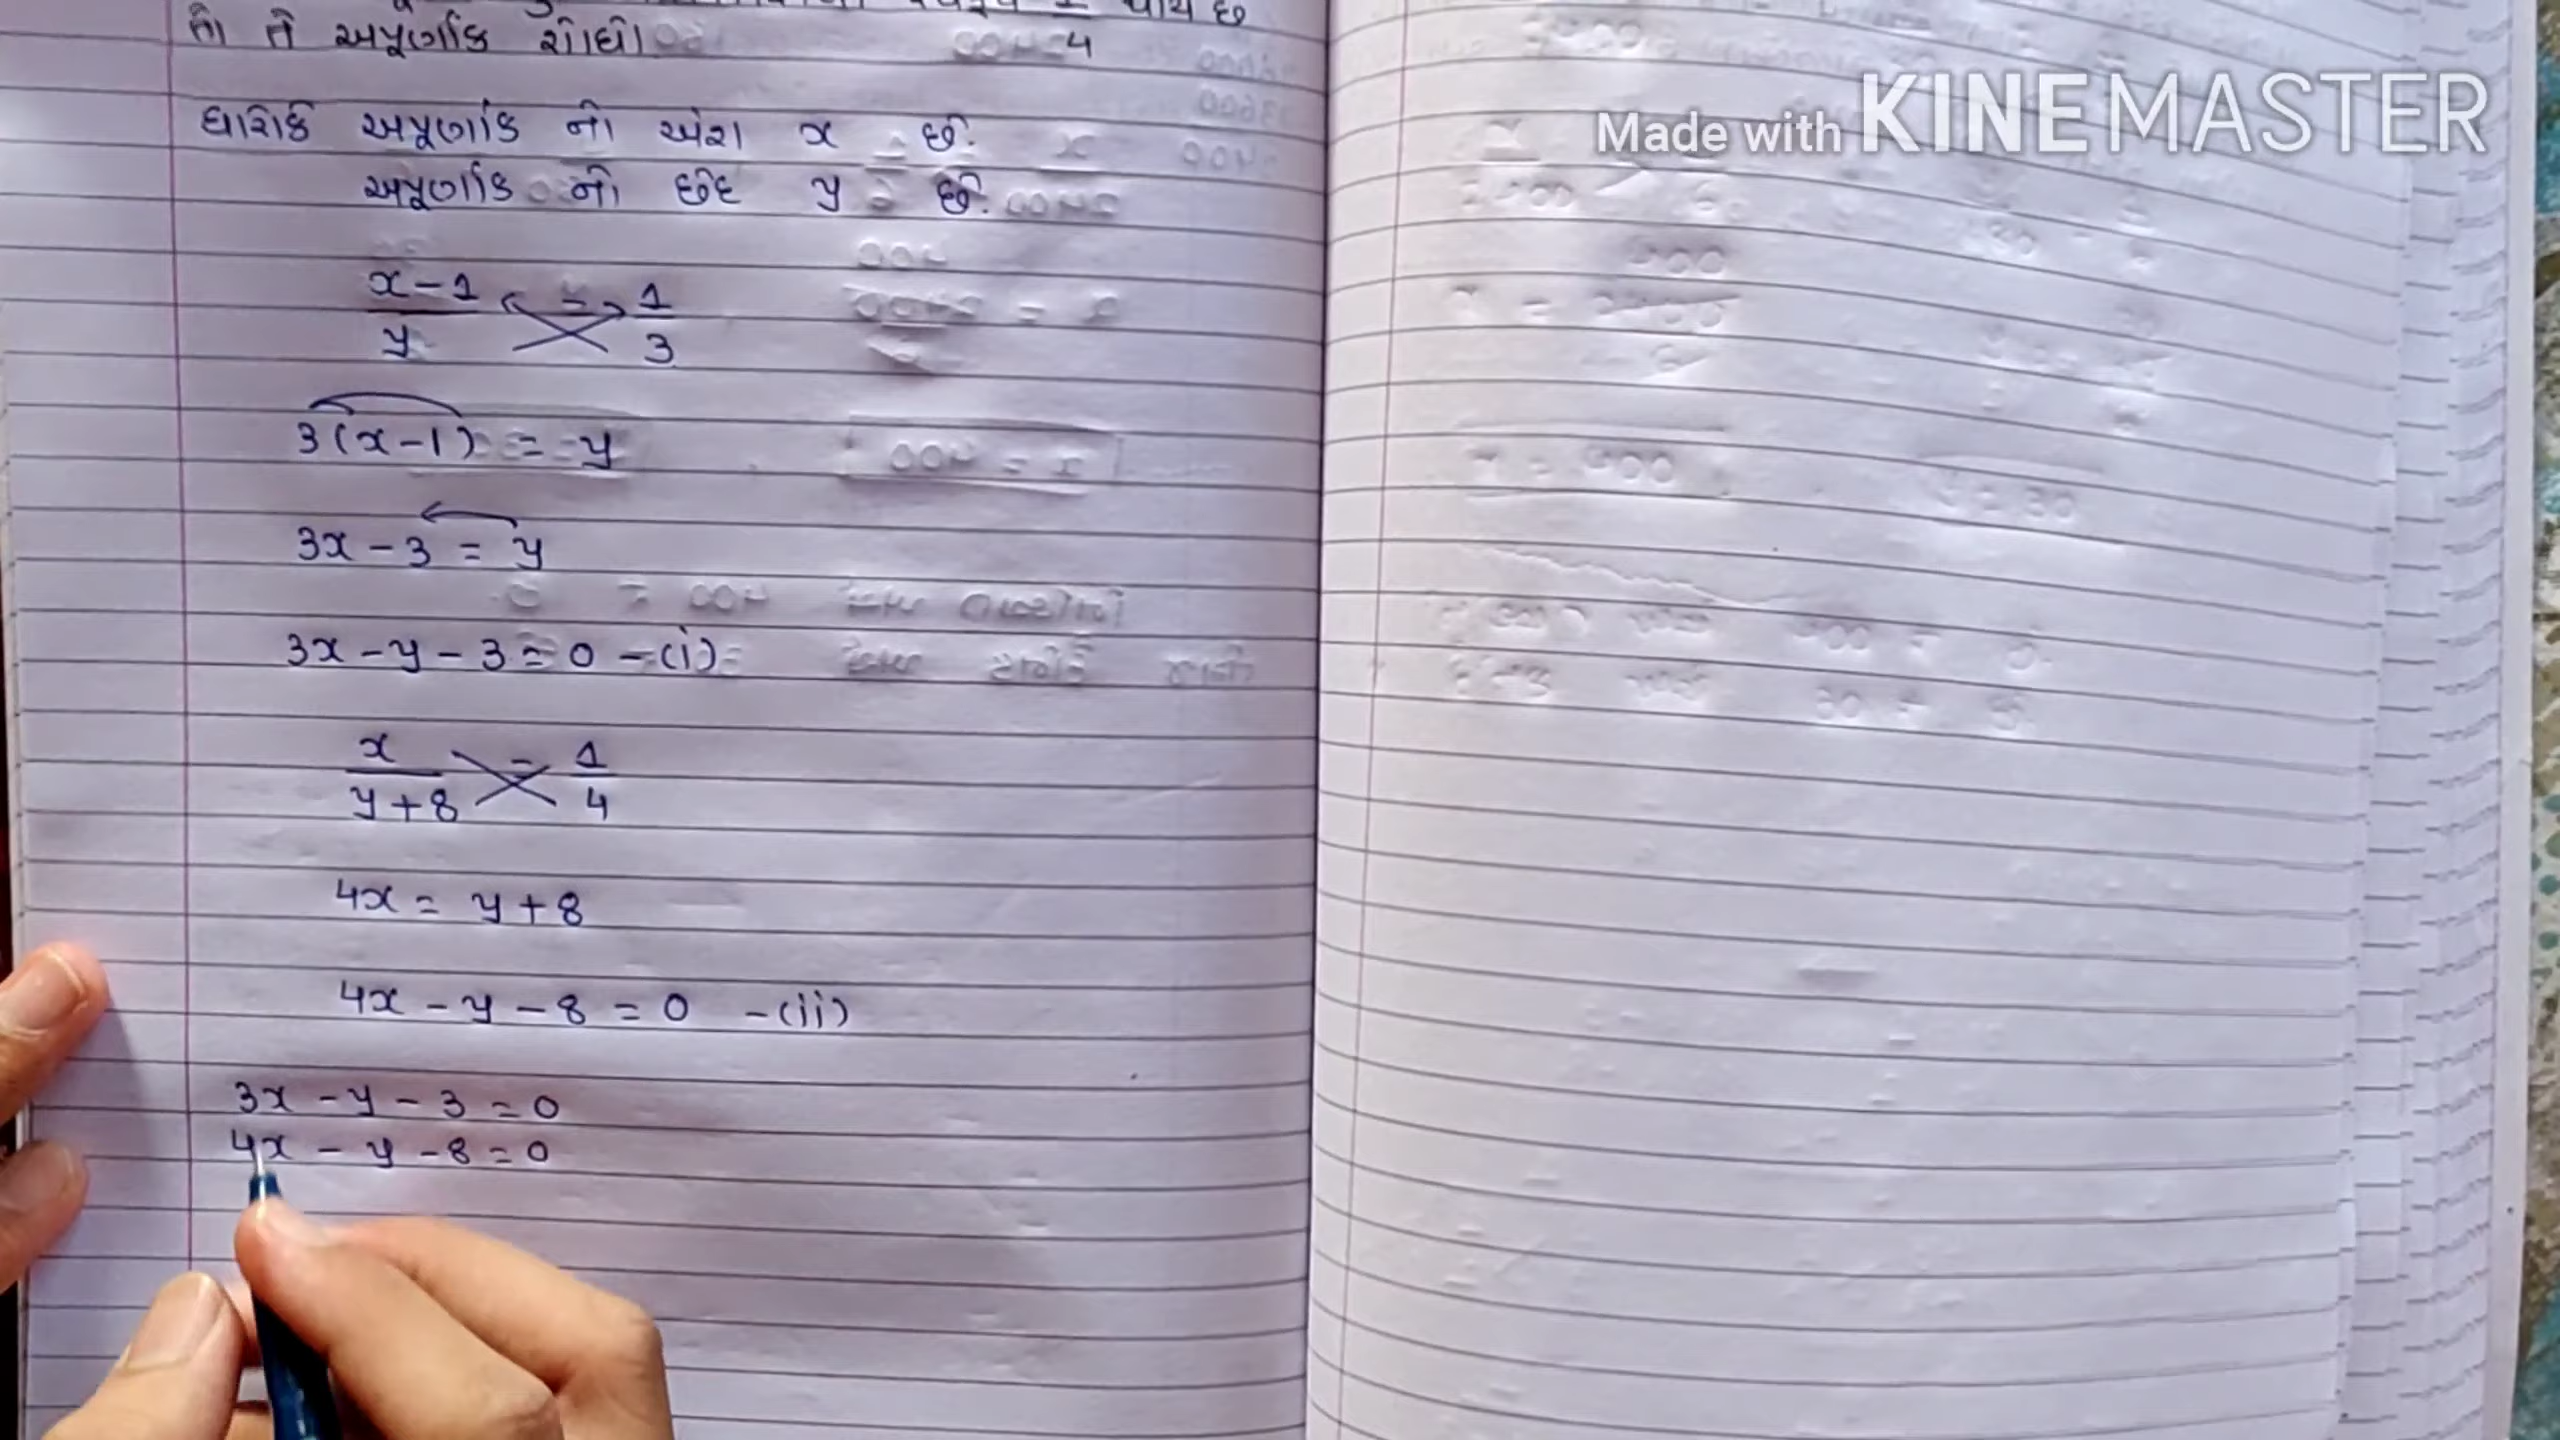 થાય છે
તો તે અપૂર્ણાંક શોધો. 4
ધારોકે અપૂર્ણાંક નો અંશ x છે.
અપૂર્ણાંક નો છેદ y છે.
x-1 = 1
y 3
3(x-1) = y
3x - 3 = y
3x - y - 3 = 0 -(i)
x = 1
y+8 4
4x = y + 8
4x - y - 8 = 0 -(ii)
3x - y - 3 = 0
4x - y - 8 = 0
Made with KINEMASTER